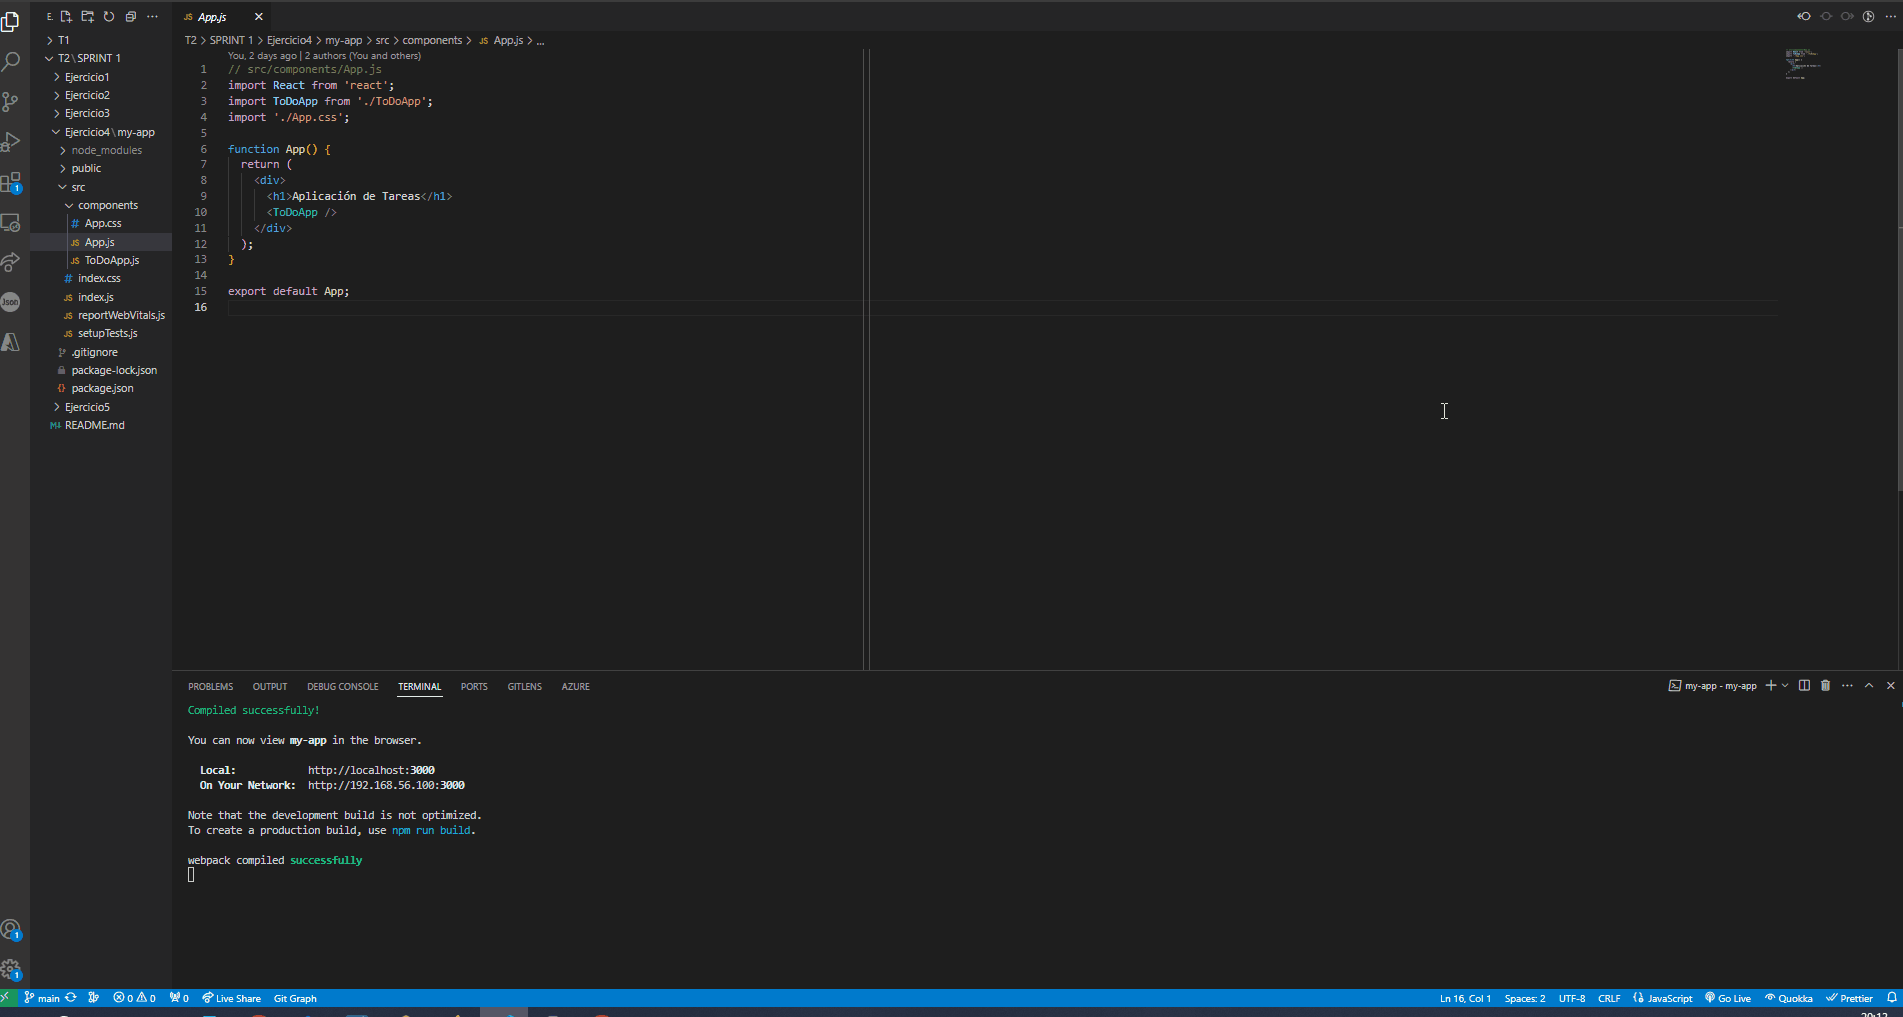 E.
App.js
T1
T2\SPRINT 1
Ejercicio1
Ejercicio2
Ejercicio3
Ejercicio4\my-app
node_modules
public
src
components
App.css
App.js
ToDoApp.js
index.css
index.js
reportWebVitals.js
setupTests.js
.gitignore
package-lock.json
package.json
Ejercicio5
README.md
Json
1
1
1
T2 > SPRINT 1 > Ejercicio4 > my-app > src > components > JS App.js > ...
You, 2 days ago | 2 authors (You and others)
1 // src/components/App.js
2 import React from 'react';
3 import ToDoApp from './ToDoApp';
4 import './App.css';
5
6 function App() {
7 return (
8 <div>
9 <h1>Aplicación de Tareas</h1>
10 <ToDoApp />
11 </div>
12 );
13 }
14
15 export default App;
16
PROBLEMS OUTPUT DEBUG CONSOLE TERMINAL PORTS GITLENS AZURE
my-app - my-app
Compiled successfully!
You can now view my-app in the browser.
Local: http://localhost:3000
On Your Network: http://192.168.56.100:3000
Note that the development build is not optimized.
To create a production build, use npm run build.
webpack compiled successfully
main 0 0 0 Live Share Git Graph
Ln 16, Col 1 Spaces: 2 UTF-8 CRLF JavaScript Go Live Quokka Prettier